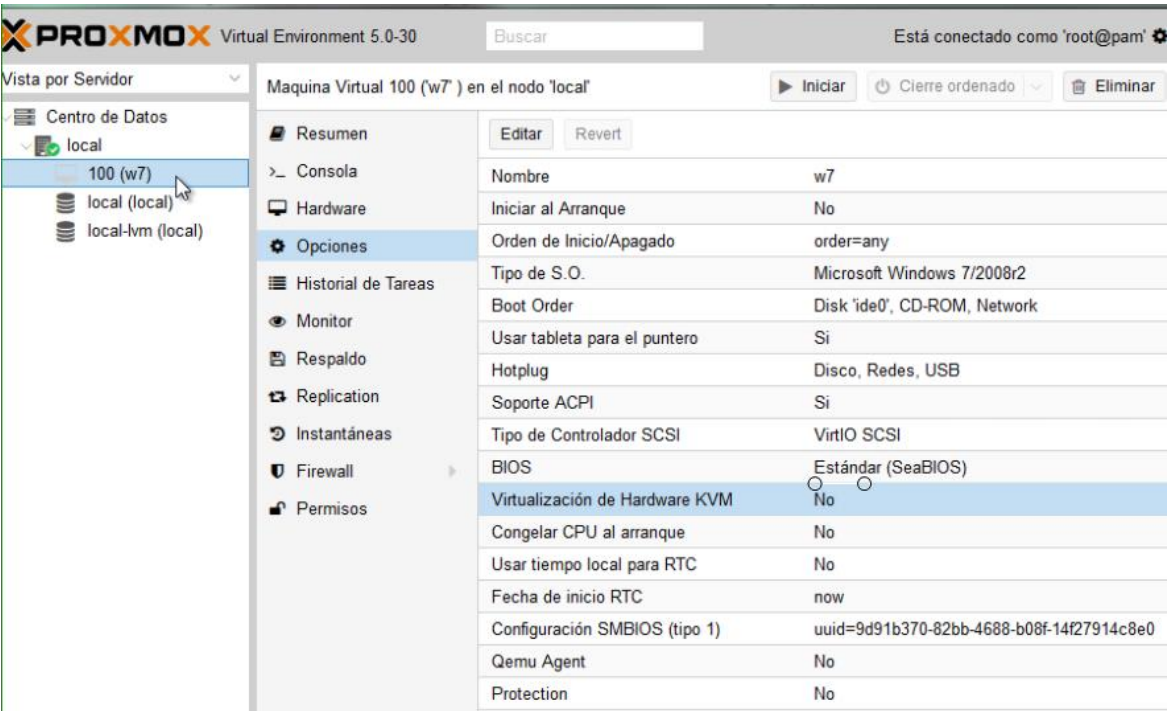 PROXMOX Virtual Environment 5.0-30 Buscar Está conectado como 'root@pam'
Vista por Servidor
Centro de Datos
local
100 (w7)
local (local)
local-lvm (local)
Maquina Virtual 100 ('w7' ) en el nodo 'local' Iniciar Cierre ordenado Eliminar
Resumen
Consola
Hardware
Opciones
Historial de Tareas
Monitor
Respaldo
Replication
Instantáneas
Firewall
Permisos
Editar Revert
Nombre w7
Iniciar al Arranque No
Orden de Inicio/Apagado order=any
Tipo de S.O. Microsoft Windows 7/2008r2
Boot Order Disk 'ide0', CD-ROM, Network
Usar tableta para el puntero Si
Hotplug Disco, Redes, USB
Soporte ACPI Si
Tipo de Controlador SCSI VirtIO SCSI
BIOS Estándar (SeaBIOS)
Virtualización de Hardware KVM No
Congelar CPU al arranque No
Usar tiempo local para RTC No
Fecha de inicio RTC now
Configuración SMBIOS (tipo 1) uuid=9d91b370-82bb-4688-b08f-14f27914c8e0
Qemu Agent No
Protection No